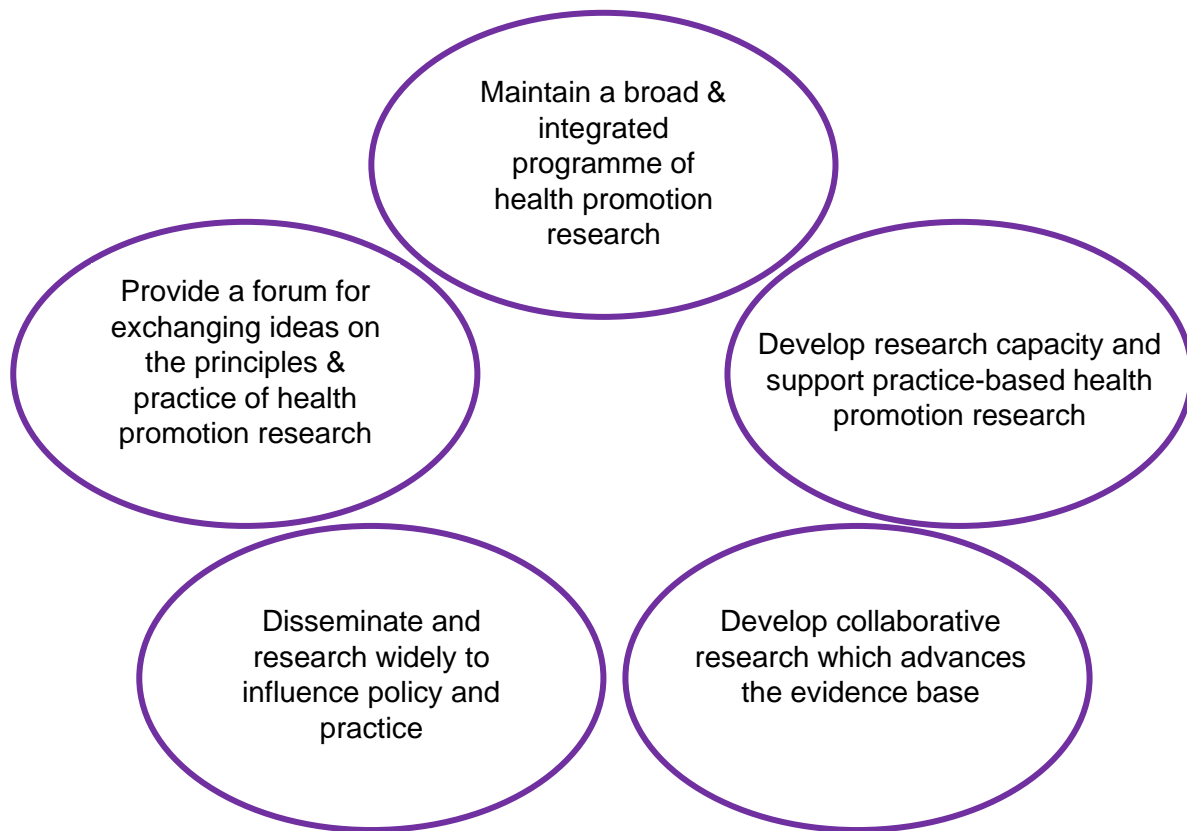 Maintain a broad &
integrated
programme of
health promotion
research
Provide a forum for
exchanging ideas on
the principles &
practice of health
promotion research
Develop research capacity and
support practice-based health
promotion research
Disseminate and
research widely to
influence policy and
practice
Develop collaborative
research which advances
the evidence base